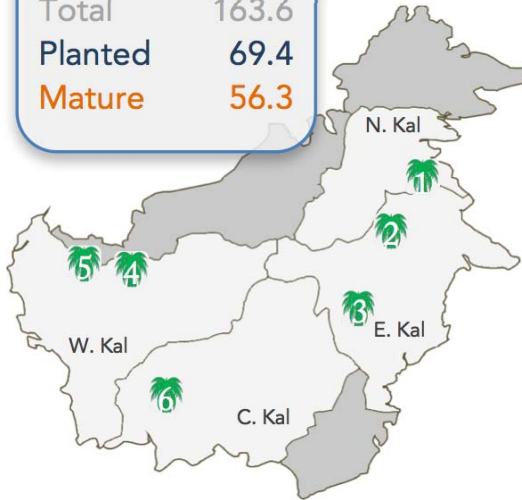 Total 163.6
Planted 69.4
Mature 56.3
N. Kal
1
2
5
4
3
E. Kal
W. Kal
6
C. Kal